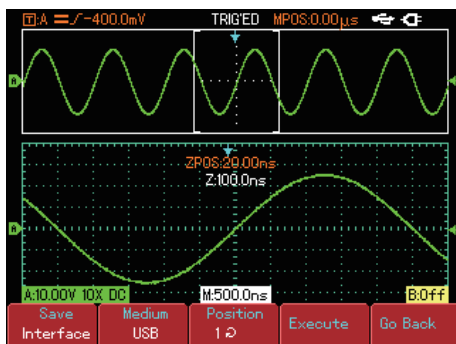 T:A -400.0mV TRIG'ED MPOS:0.00μs
A
ZPOS:20.00ns
Z:100.0ns
A
A:10.00V 10X DC M:500.0ns B:Off
Save Medium Position Execute Go Back
Interface USB 1